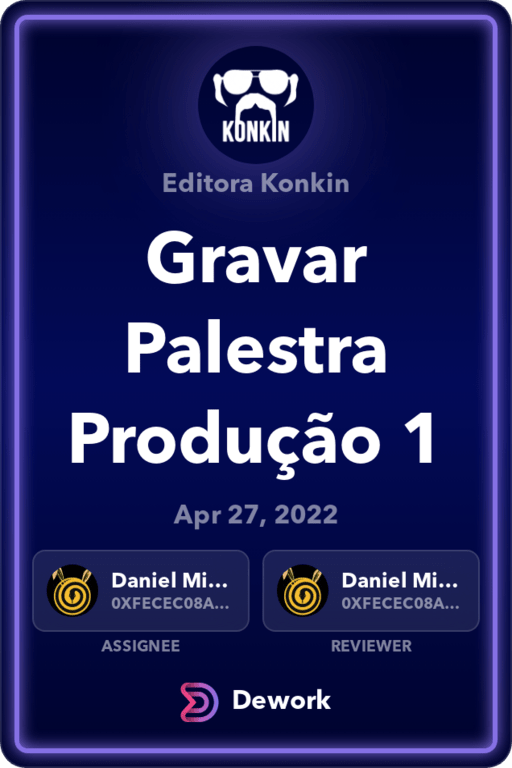 KONKIN
Editora Konkin
Gravar
Palestra
Produção 1
Apr 27, 2022
Daniel Mi...
0XFECEC08A...
ASSIGNEE
Daniel Mi...
0XFECEC08A...
REVIEWER
Dework